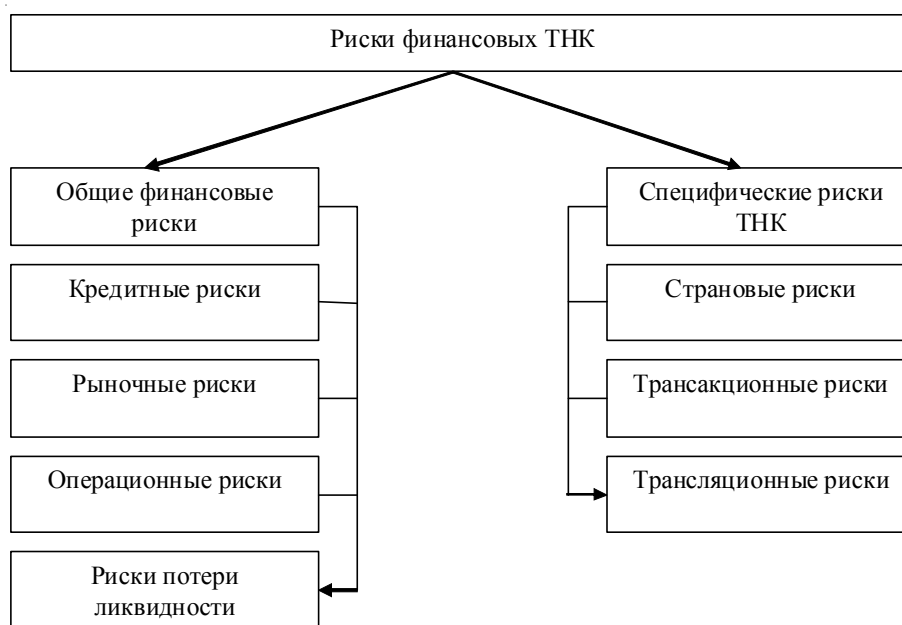 Риски финансовых ТНК
Общие финансовые
риски
Кредитные риски
Рыночные риски
Операционные риски
Риски потери
ликвидности
Специфические риски
ТНК
Страновые риски
Трансакционные риски
Трансляционные риски